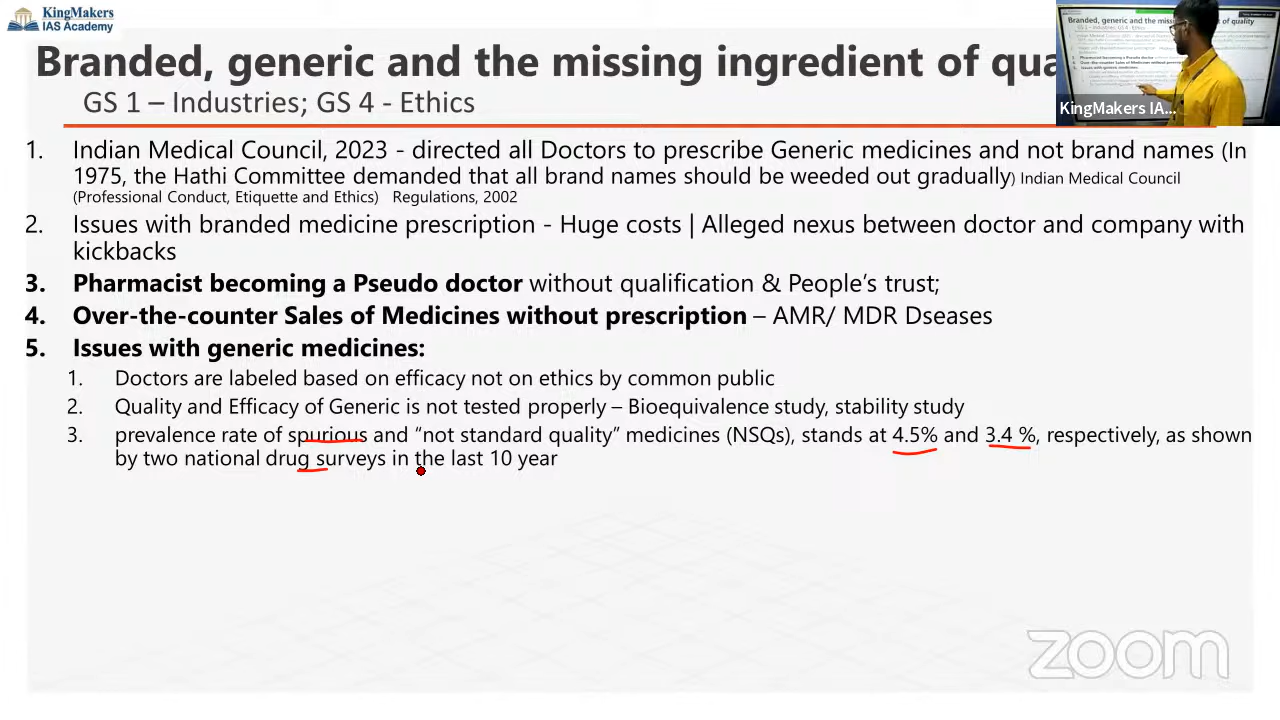 KingMakers
IAS Academy
Branded, generic and the missing ingredient of qua
GS 1 – Industries; GS 4 - Ethics
1. Indian Medical Council, 2023 - directed all Doctors to prescribe Generic medicines and not brand names (In
1975, the Hathi Committee demanded that all brand names should be weeded out gradually) Indian Medical Council
(Professional Conduct, Etiquette and Ethics) Regulations, 2002
2. Issues with branded medicine prescription - Huge costs | Alleged nexus between doctor and company with
kickbacks
3. Pharmacist becoming a Pseudo doctor without qualification & People’s trust;
4. Over-the-counter Sales of Medicines without prescription – AMR/ MDR Dseases
5. Issues with generic medicines:
1. Doctors are labeled based on efficacy not on ethics by common public
2. Quality and Efficacy of Generic is not tested properly – Bioequivalence study, stability study
3. prevalence rate of spurious and “not standard quality” medicines (NSQs), stands at 4.5% and 3.4 %, respectively, as shown
by two national drug surveys in the last 10 year
KingMakers IA...
zoom